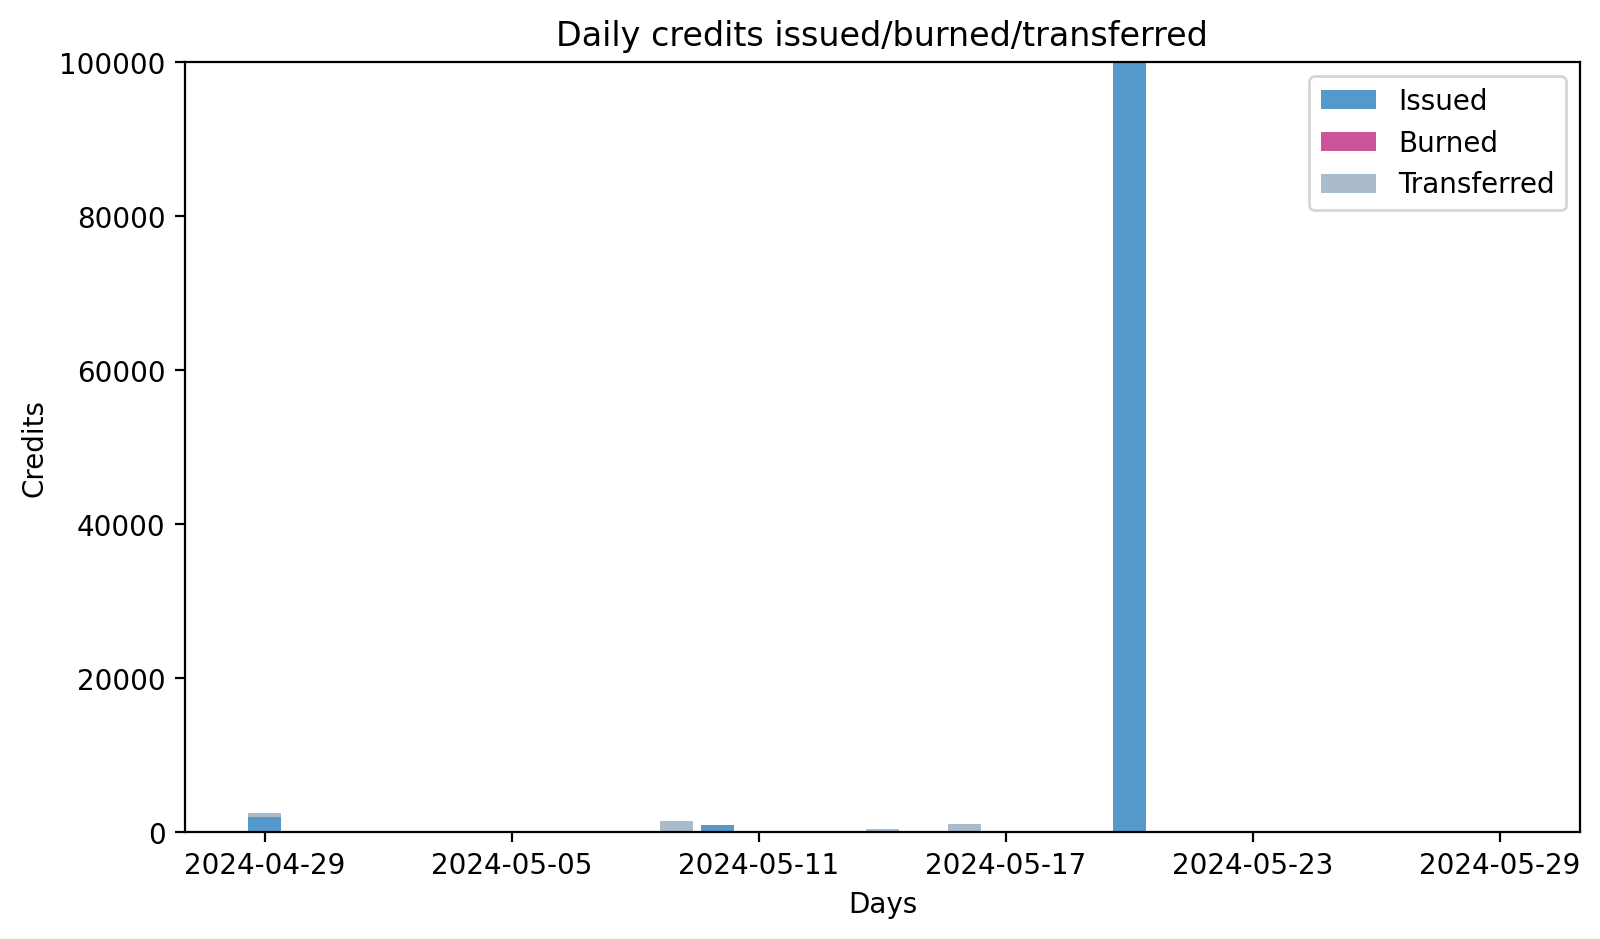 Daily credits issued/burned/transferred
100000
80000
60000
40000
20000
0
Credits
Issued
Burned
Transferred
2024-04-29 2024-05-05 2024-05-11 2024-05-17 2024-05-23 2024-05-29
Days